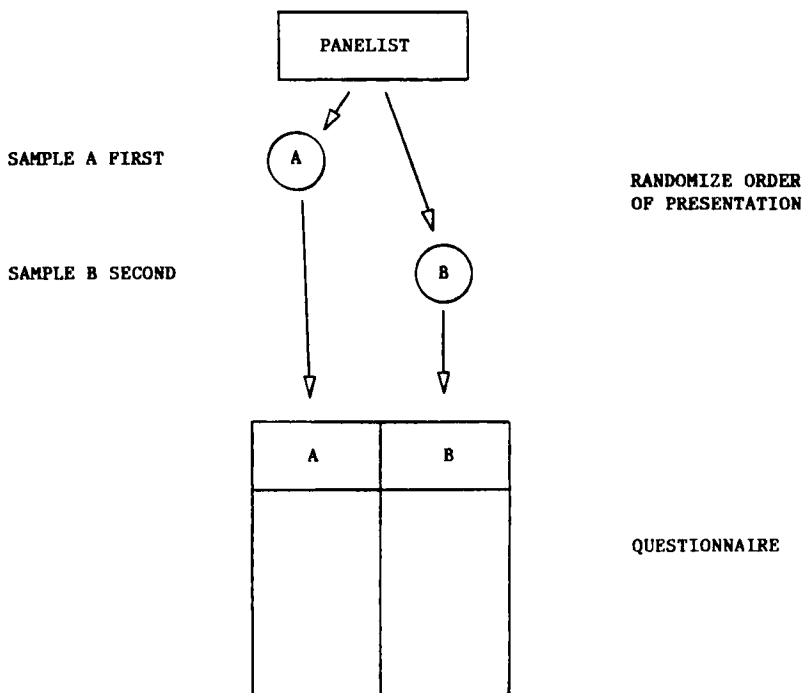 PANELIST
SAMPLE A FIRST
A
RANDOMIZE ORDER
OF PRESENTATION
SAMPLE B SECOND
B
A B
QUESTIONNAIRE